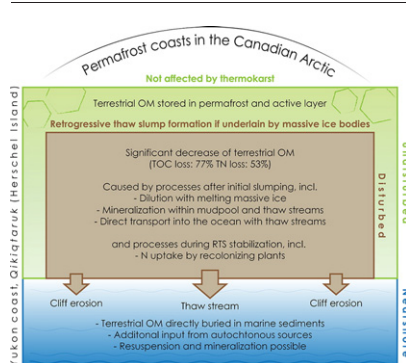 Permafrost coasts in the Canadian Arctic
Not affected by thermokarst
Terrestrial OM stored in permafrost and active layer
Retrogressive thaw slump formation if underlain by massive ice bodies
Significant decrease of terrestrial OM
(TOC loss: 77% TN loss: 53%)
Caused by processes after initial slumping, incl.
- Dilution with melting massive ice
- Mineralization within mudpool and thaw streams
- Direct transport into the ocean with thaw streams
and processes during RTS stabilization, incl.
- N uptake by recolonizing plants
Disturbed
Cliff erosion
Thaw stream
Cliff erosion
- Terrestrial OM directly buried in marine sediments
- Additonal input from autochtonous sources
- Resuspension and mineralization possible
Yukon coast, Qikiqtaruk (Herschel Island)
Undisturbed